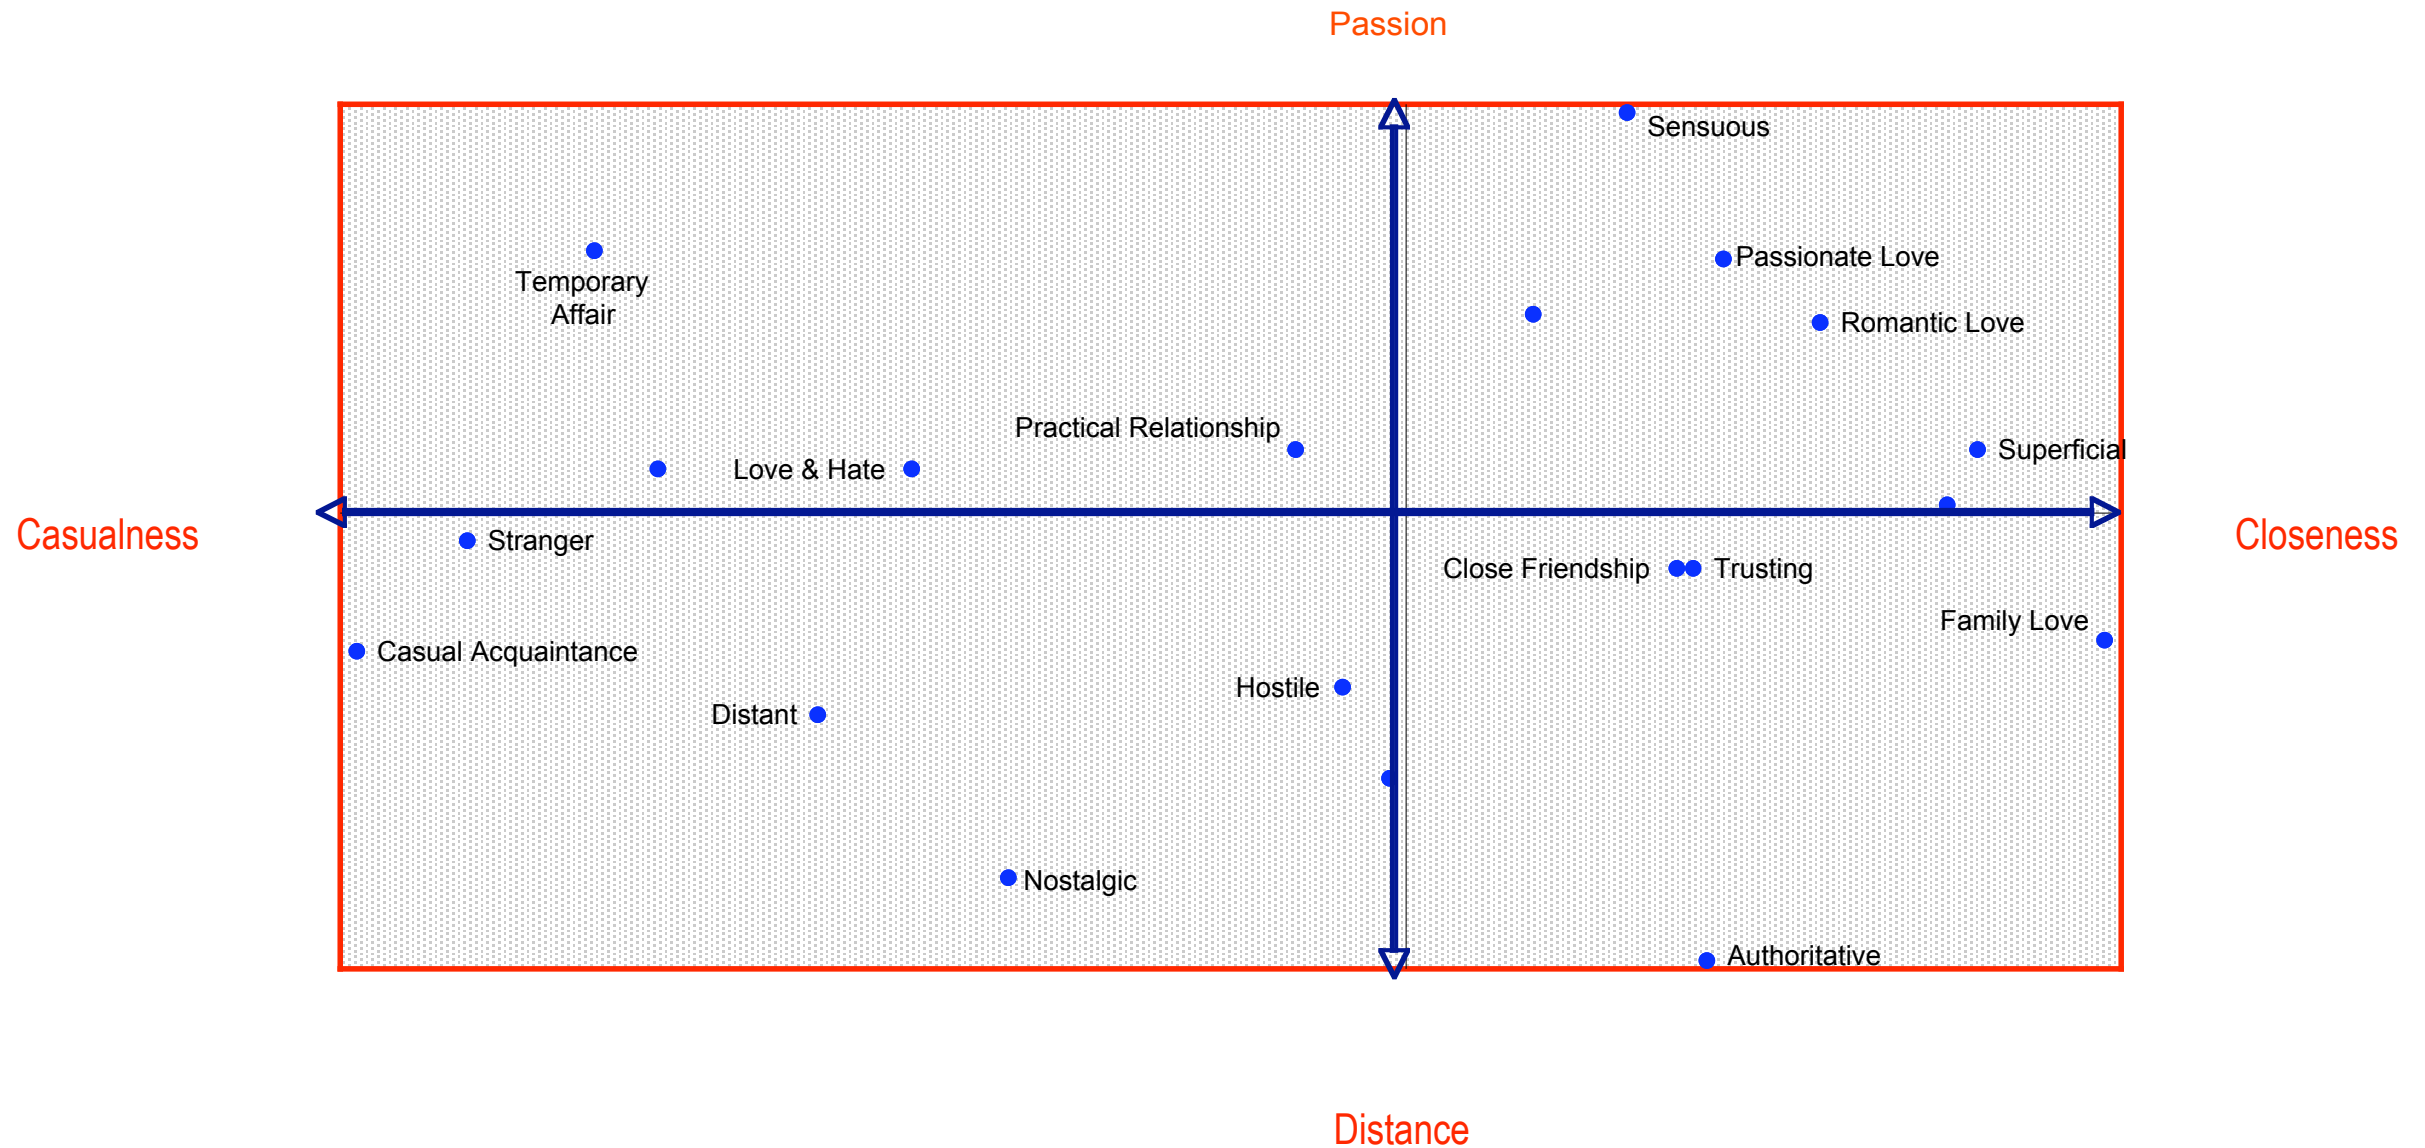 Passion
Sensuous
Passionate Love
Temporary
Affair
Romantic Love
Practical Relationship
Superficial
Love & Hate
Casualness
Stranger
Closeness
Close Friendship
Trusting
Family Love
Casual Acquaintance
Hostile
Distant
Nostalgic
Authoritative
Distance